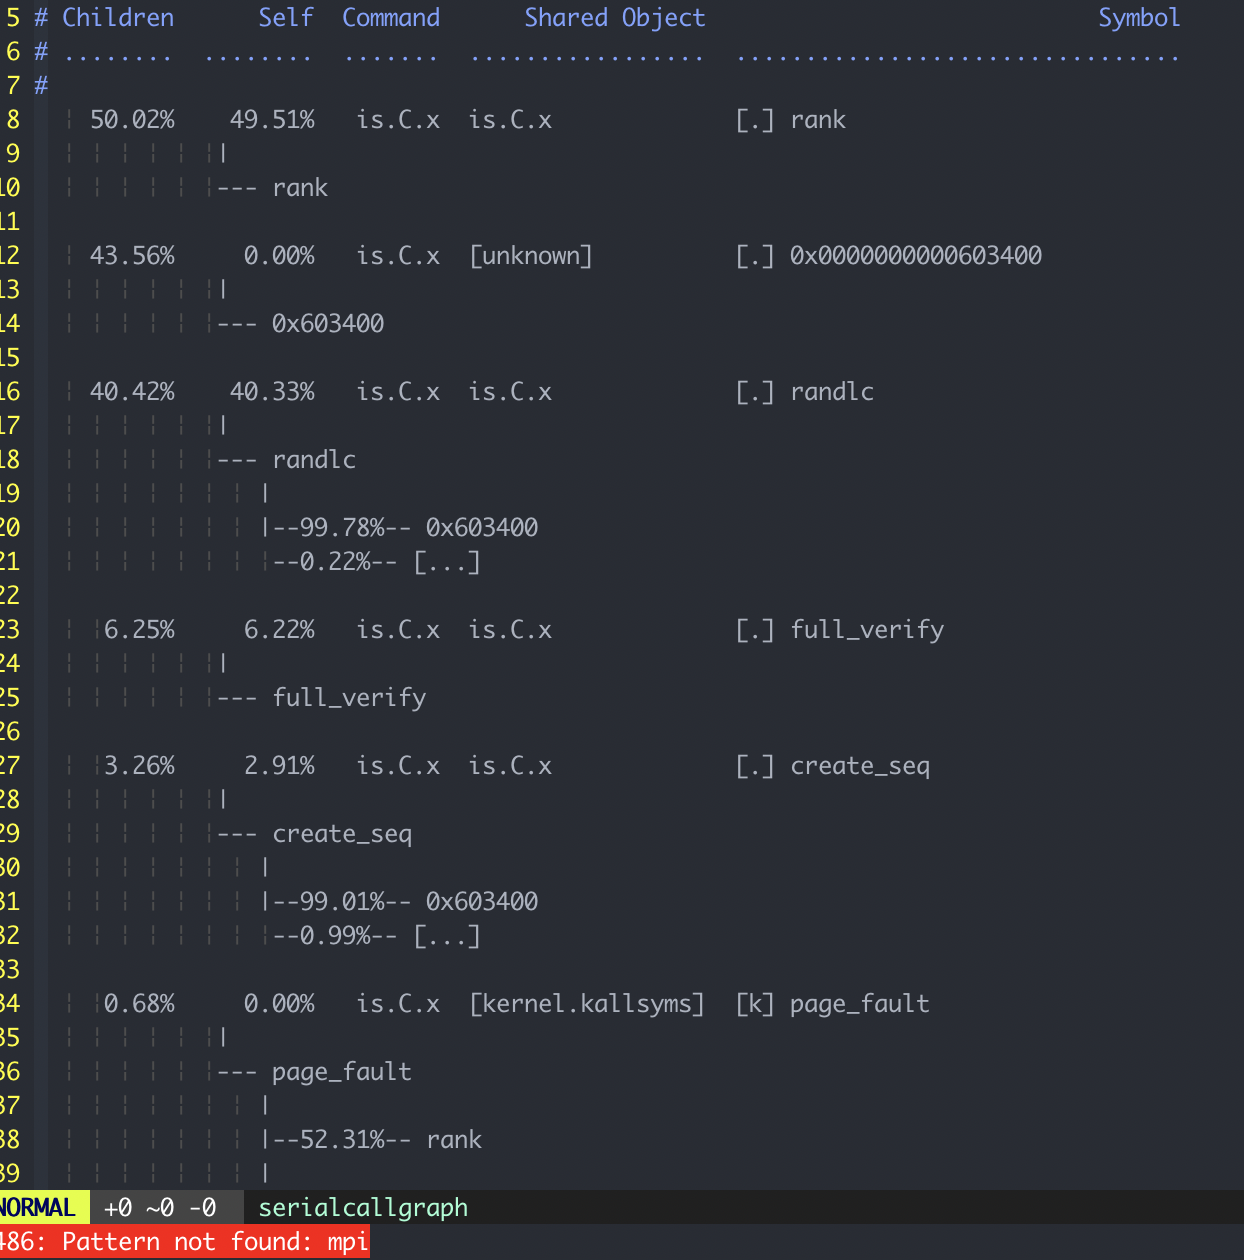 5 # Children      Self  Command      Shared Object                            Symbol
6 # ........  ........  .......  .................  ................................
7 #
8   50.02%    49.51%   is.C.x  is.C.x             [.] rank
9             |
10            --- rank
11
12  43.56%     0.00%   is.C.x  [unknown]          [.] 0x0000000000603400
13            |
14            --- 0x603400
15
16  40.42%    40.33%   is.C.x  is.C.x             [.] randlc
17            |
18            --- randlc
19               |
20               |--99.78%-- 0x603400
21                --0.22%-- [...]
22
23   6.25%     6.22%   is.C.x  is.C.x             [.] full_verify
24            |
25            --- full_verify
26
27   3.26%     2.91%   is.C.x  is.C.x             [.] create_seq
28            |
29            --- create_seq
30               |
31               |--99.01%-- 0x603400
32                --0.99%-- [...]
33
34   0.68%     0.00%   is.C.x  [kernel.kallsyms]  [k] page_fault
35            |
36            --- page_fault
37               |
38               |--52.31%-- rank
39               |
NORMAL  +0 ~0 -0  serialcallgraph
486: Pattern not found: mpi